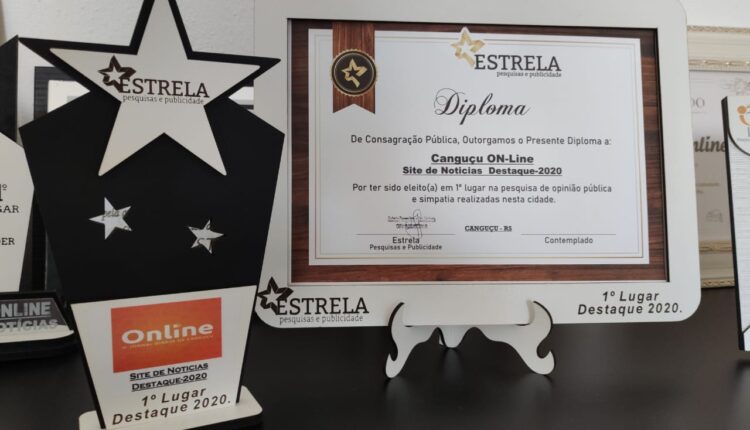 ESTRELA
pesquisas e publicidade
Online
Site de Noticias
Destaque-2020
1º Lugar
Destaque 2020.
ESTRELA
pesquisas e publicidade
Diploma
De Consagração Pública, Outorgamos o Presente Diploma a:
Canguçu ON-Line
Site de Noticias Destaque-2020
Por ter sido eleito(a) em 1º lugar na pesquisa de opinião pública
e simpatia realizadas nesta cidade.
Estrela
Pesquisas e Publicidade
CANGUÇU - RS
Contemplado
ESTRELA
pesquisas e publicidade
1º Lugar
Destaque 2020.